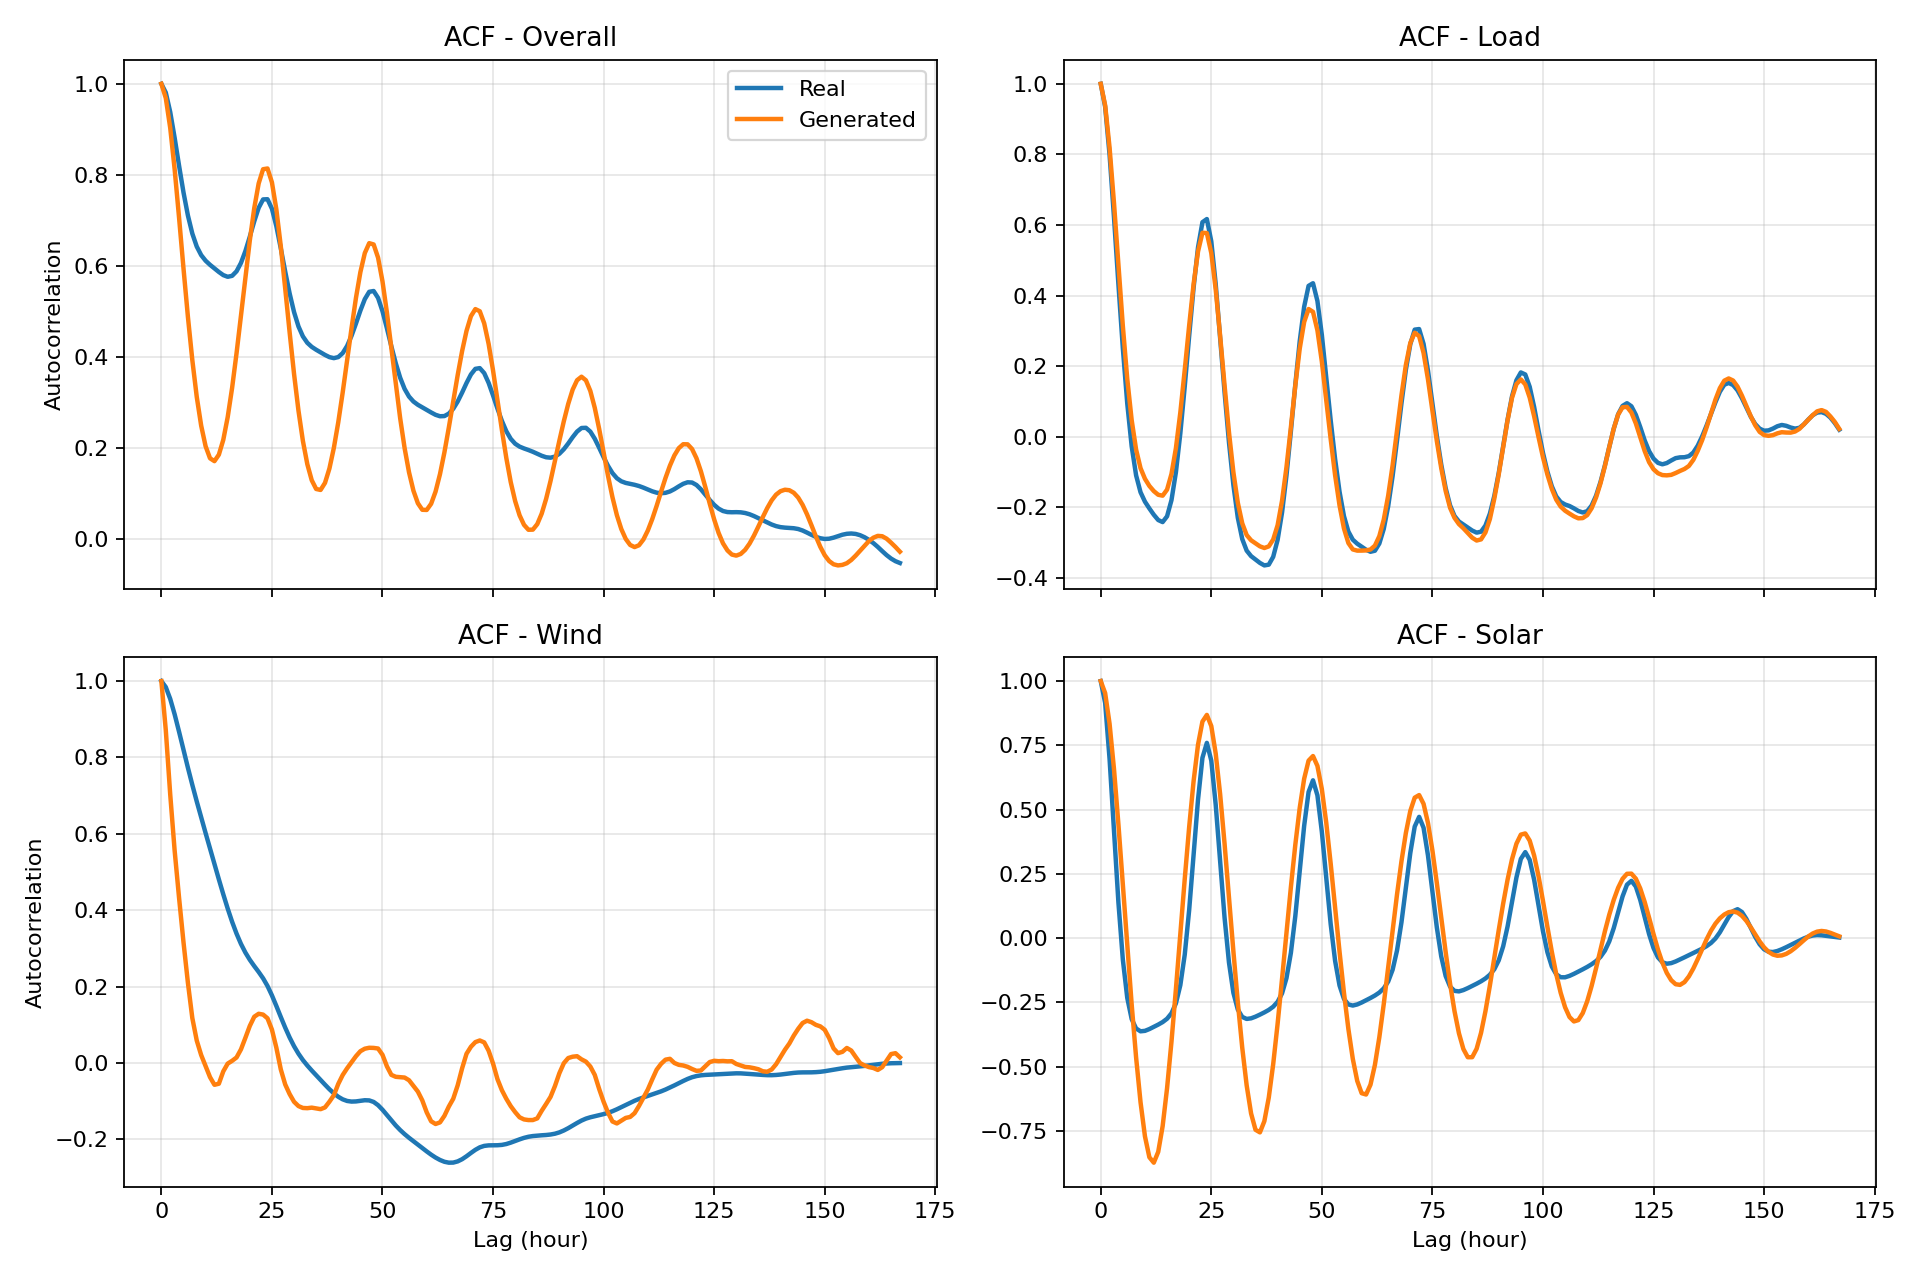 ACF - Overall
1.0
0.8
0.6
0.4
0.2
0.0
Autocorrelation
Real
Generated
ACF - Load
1.0
0.8
0.6
0.4
0.2
0.0
−0.2
−0.4
ACF - Wind
1.0
0.8
0.6
0.4
0.2
0.0
−0.2
Autocorrelation
0 25 50 75 100 125 150 175
Lag (hour)
ACF - Solar
1.00
0.75
0.50
0.25
0.00
−0.25
−0.50
−0.75
0 25 50 75 100 125 150 175
Lag (hour)